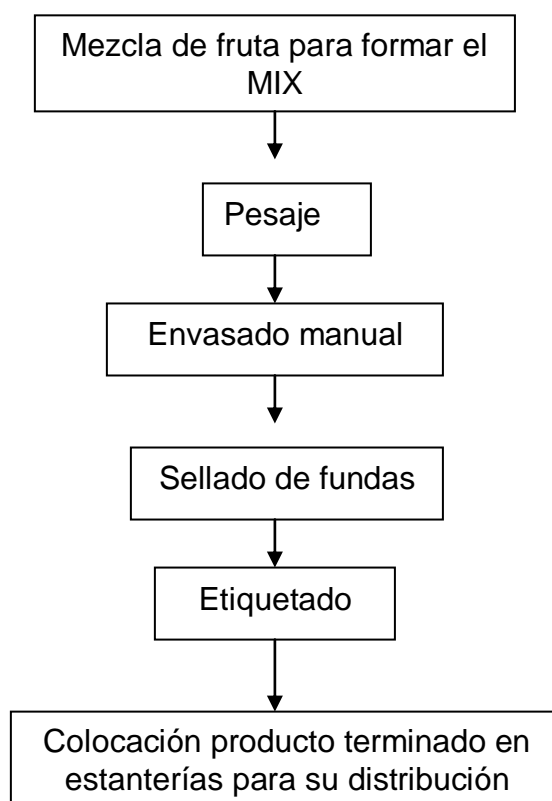 Mezcla de fruta para formar el
MIX
Pesaje
Envasado manual
Sellado de fundas
Etiquetado
Colocación producto terminado en
estanterías para su distribución